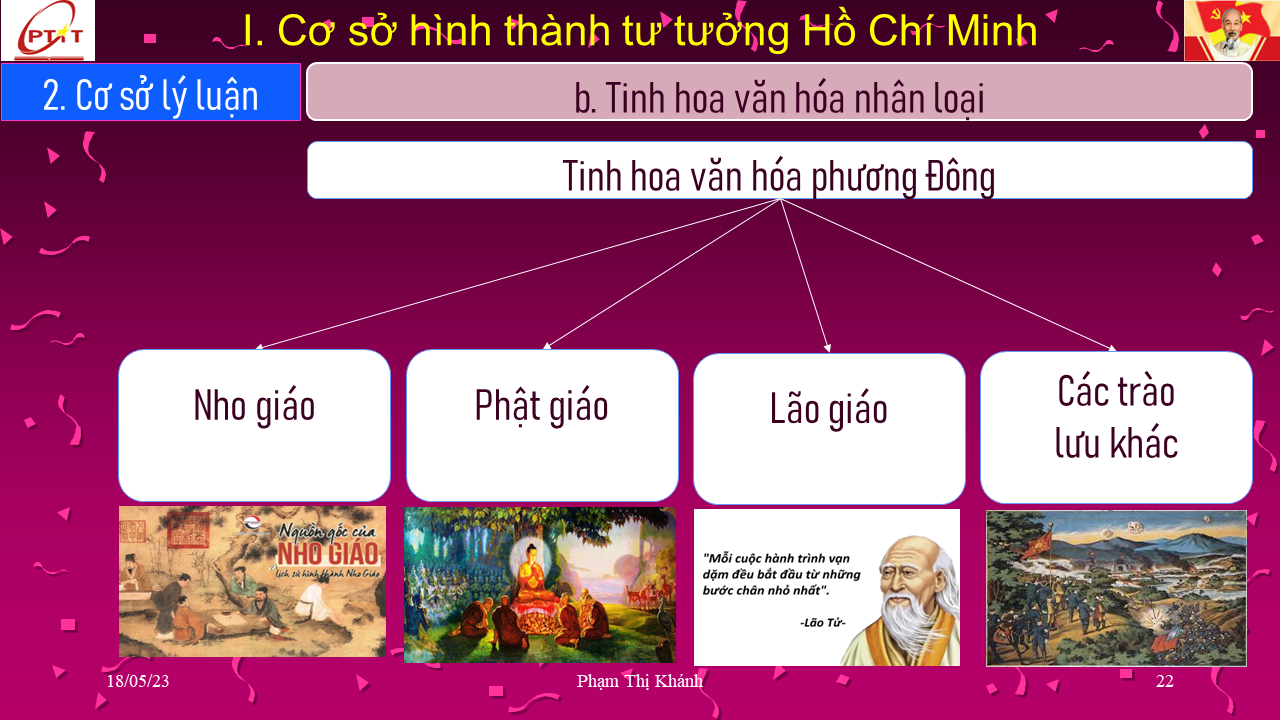 PTiT
I. Cơ sở hình thành tư tưởng Hồ Chí Minh
2. Cơ sở lý luận
b. Tinh hoa văn hóa nhân loại
Tinh hoa văn hóa phương Đông
Nho giáo
Phật giáo
Lão giáo
Các trào
lưu khác
Nguồn gốc của
NHO GIÁO
lịch sử hình thành Nho Giáo
"Mỗi cuộc hành trình vạn
dặm đều bắt đầu từ những
bước chân nhỏ nhất".
-Lão Tử-
18/05/23
Phạm Thị Khánh
22